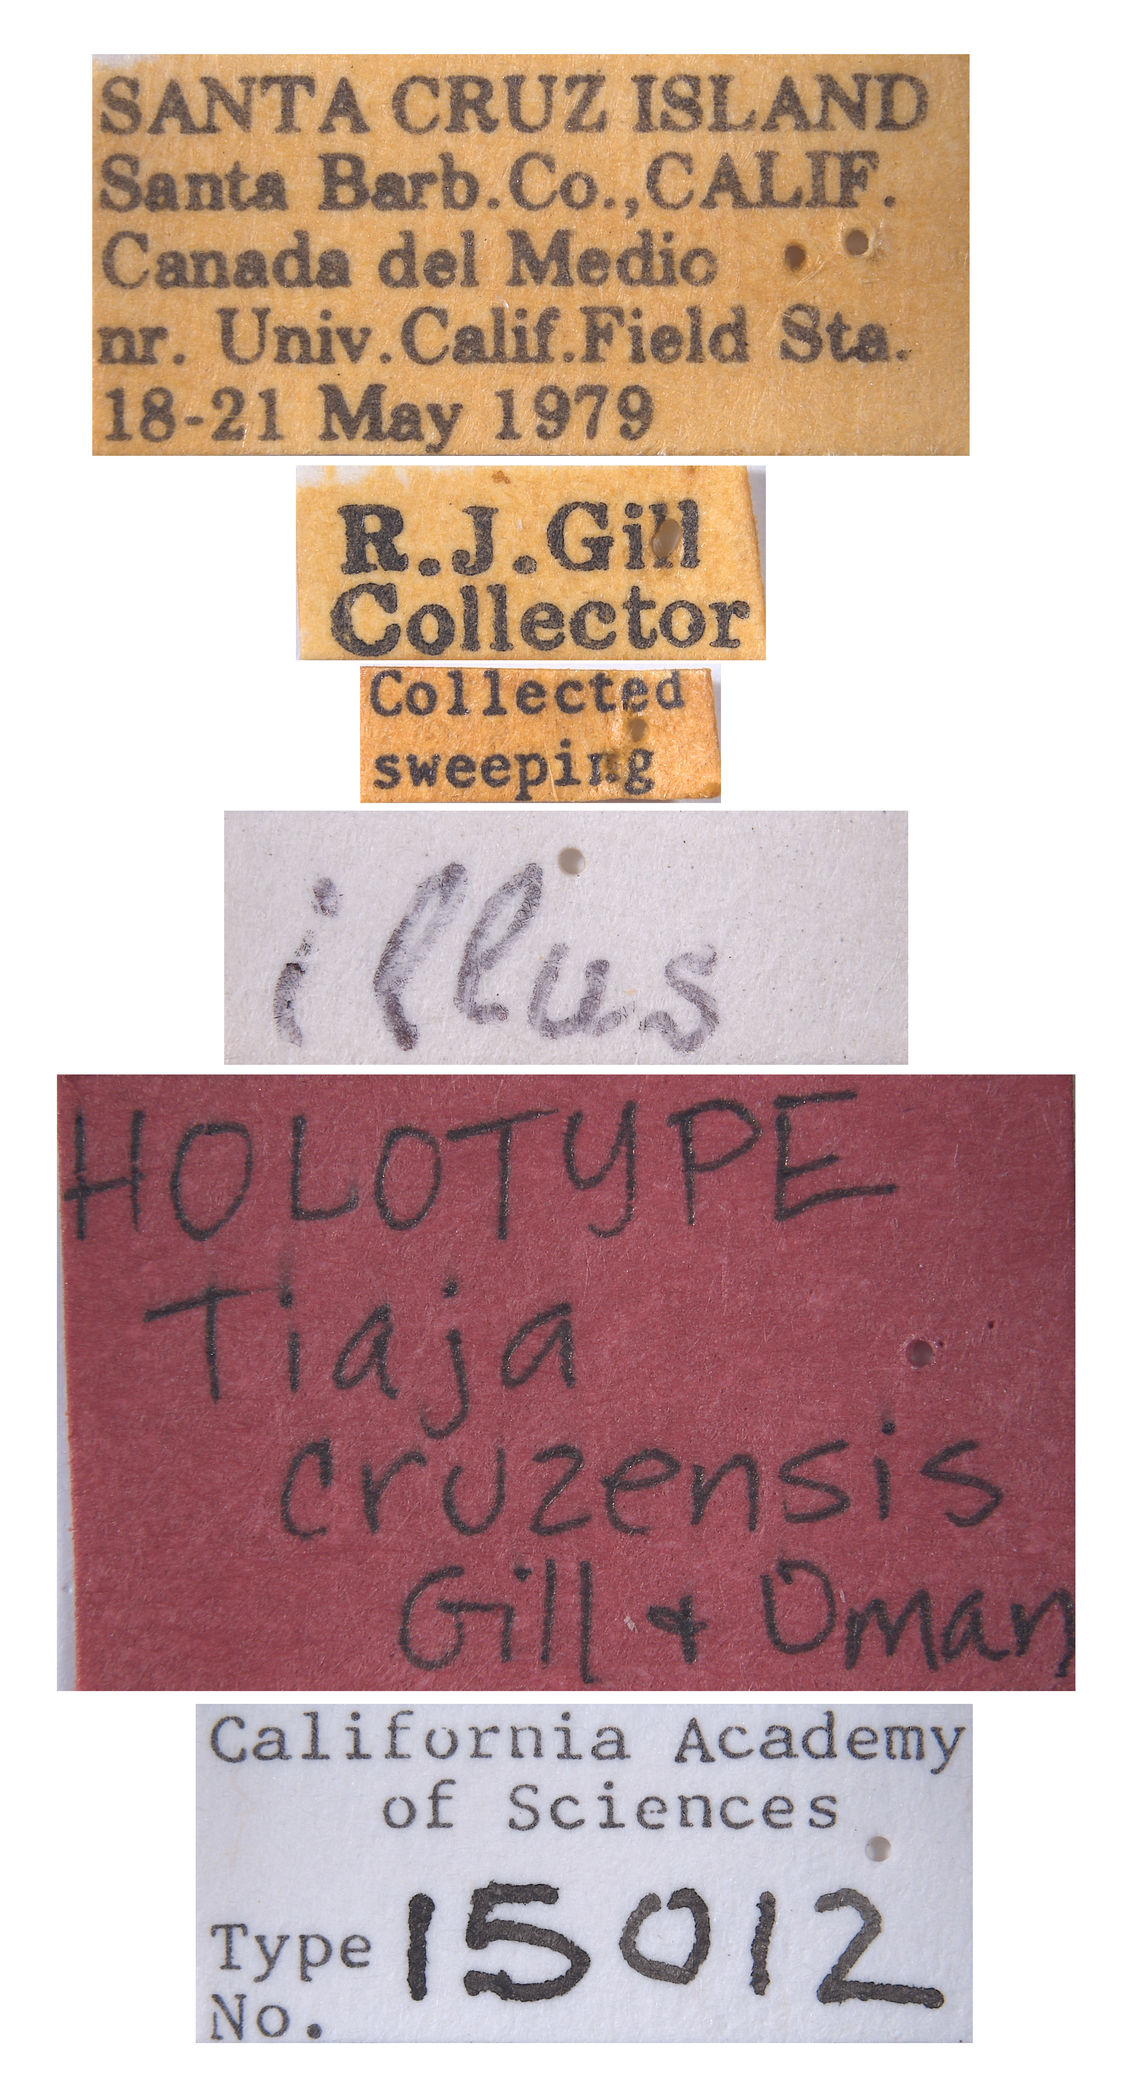 SANTA CRUZ ISLAND
Santa Barb.Co.,CALIF.
Canada del Medio
nr. Univ.Calif.Field Sta.
18-21 May 1979
R.J.Gill
Collector
Collected
sweeping
illus
HOLOTYPE
Tiaja
cruzensis
Gill & Oman
California Academy
of Sciences
Type 15012
No.